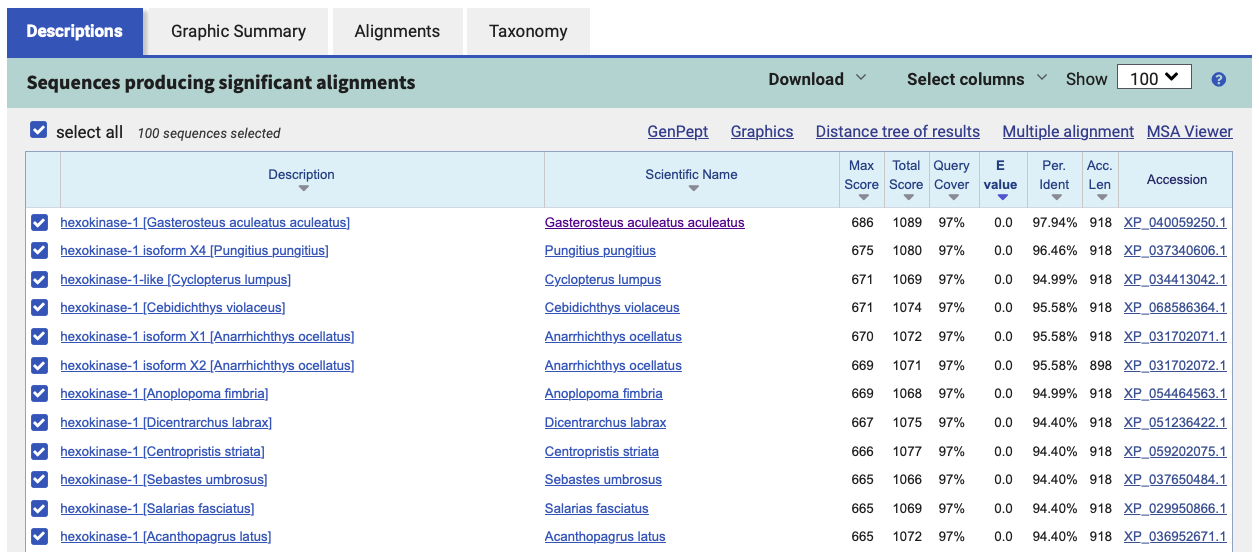 Descriptions Graphic Summary Alignments Taxonomy
Sequences producing significant alignments Download Select columns Show 100 ?
select all 100 sequences selected GenPept Graphics Distance tree of results Multiple alignment MSA Viewer
Description Scientific Name Max Score Total Score Query Cover E value Per. Ident Acc. Len Accession
hexokinase-1 [Gasterosteus aculeatus aculeatus] Gasterosteus aculeatus aculeatus 686 1089 97% 0.0 97.94% 918 XP_040059250.1
hexokinase-1 isoform X4 [Pungitius pungitius] Pungitius pungitius 675 1080 97% 0.0 96.46% 918 XP_037340606.1
hexokinase-1-like [Cyclopterus lumpus] Cyclopterus lumpus 671 1069 97% 0.0 94.99% 918 XP_034413042.1
hexokinase-1 [Cebidichthys violaceus] Cebidichthys violaceus 671 1074 97% 0.0 95.58% 918 XP_068586364.1
hexokinase-1 isoform X1 [Anarrhichthys ocellatus] Anarrhichthys ocellatus 670 1072 97% 0.0 95.58% 918 XP_031702071.1
hexokinase-1 isoform X2 [Anarrhichthys ocellatus] Anarrhichthys ocellatus 669 1071 97% 0.0 95.58% 898 XP_031702072.1
hexokinase-1 [Anoplopoma fimbria] Anoplopoma fimbria 669 1068 97% 0.0 94.99% 918 XP_054464563.1
hexokinase-1 [Dicentrarchus labrax] Dicentrarchus labrax 667 1075 97% 0.0 94.40% 918 XP_051236422.1
hexokinase-1 [Centropristis striata] Centropristis striata 666 1077 97% 0.0 94.40% 918 XP_059202075.1
hexokinase-1 [Sebastes umbrosus] Sebastes umbrosus 665 1066 97% 0.0 94.40% 918 XP_037650484.1
hexokinase-1 [Salarias fasciatus] Salarias fasciatus 665 1069 97% 0.0 94.40% 918 XP_029950866.1
hexokinase-1 [Acanthopagrus latus] Acanthopagrus latus 665 1072 97% 0.0 94.40% 918 XP_036952671.1